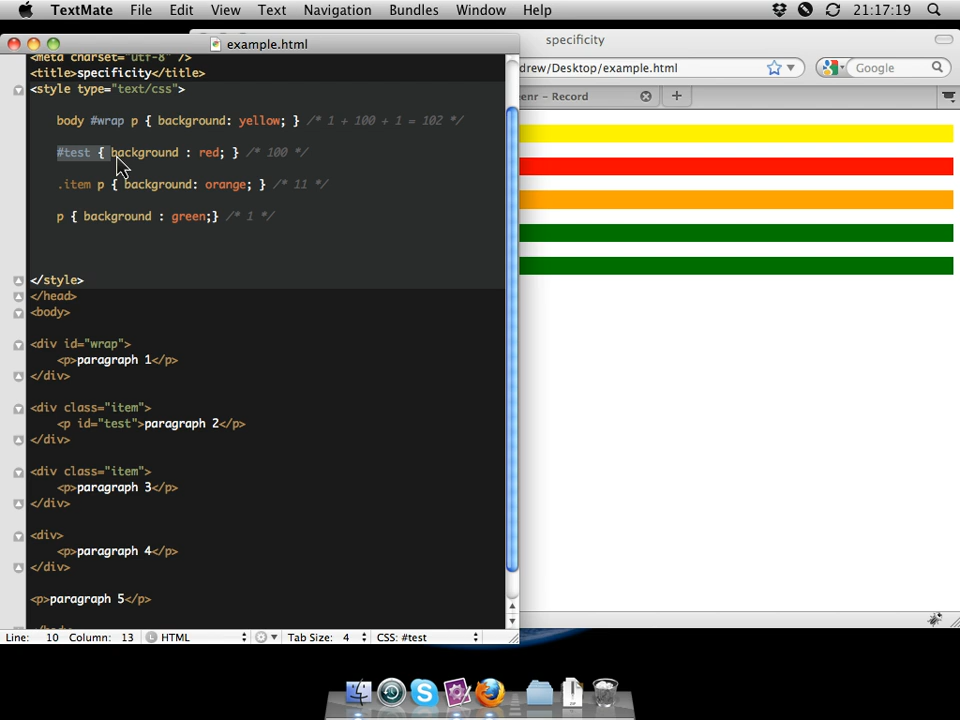 TextMate File Edit View Text Navigation Bundles Window Help 21:17:19
example.html
specificity
drew/Desktop/example.html
Google
enr - Record
<meta charset="utf-8" />
<title>specificity</title>
<style type="text/css">
body #wrap p { background: yellow; } /* 1 + 100 + 1 = 102 */
#test { background : red; } /* 100 */
.item p { background: orange; } /* 11 */
p { background : green;} /* 1 */
</style>
</head>
<body>
<div id="wrap">
<p>paragraph 1</p>
</div>
<div class="item">
<p id="test">paragraph 2</p>
</div>
<div class="item">
<p>paragraph 3</p>
</div>
<div>
<p>paragraph 4</p>
</div>
<p>paragraph 5</p>
Line: 10 Column: 13 HTML Tab Size: 4 CSS: #test